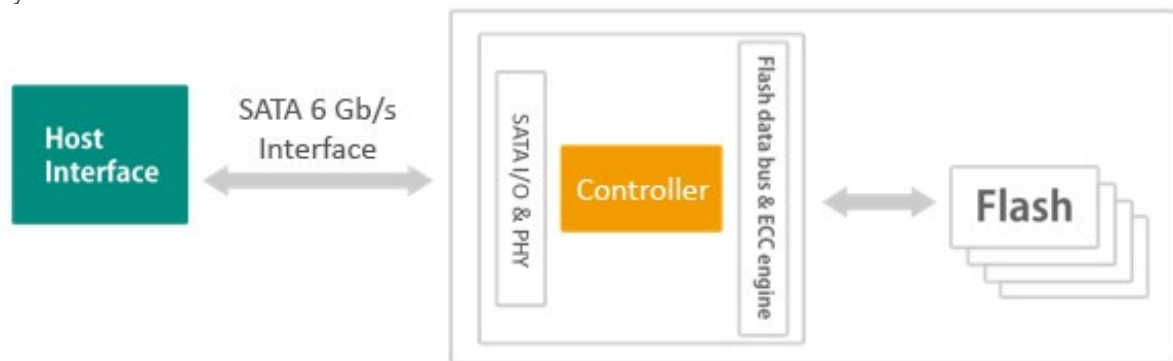 SATA 6 Gb/s
Interface
Host
Interface
SATA I/O & PHY
Controller
Flash data bus & ECC engine
Flash